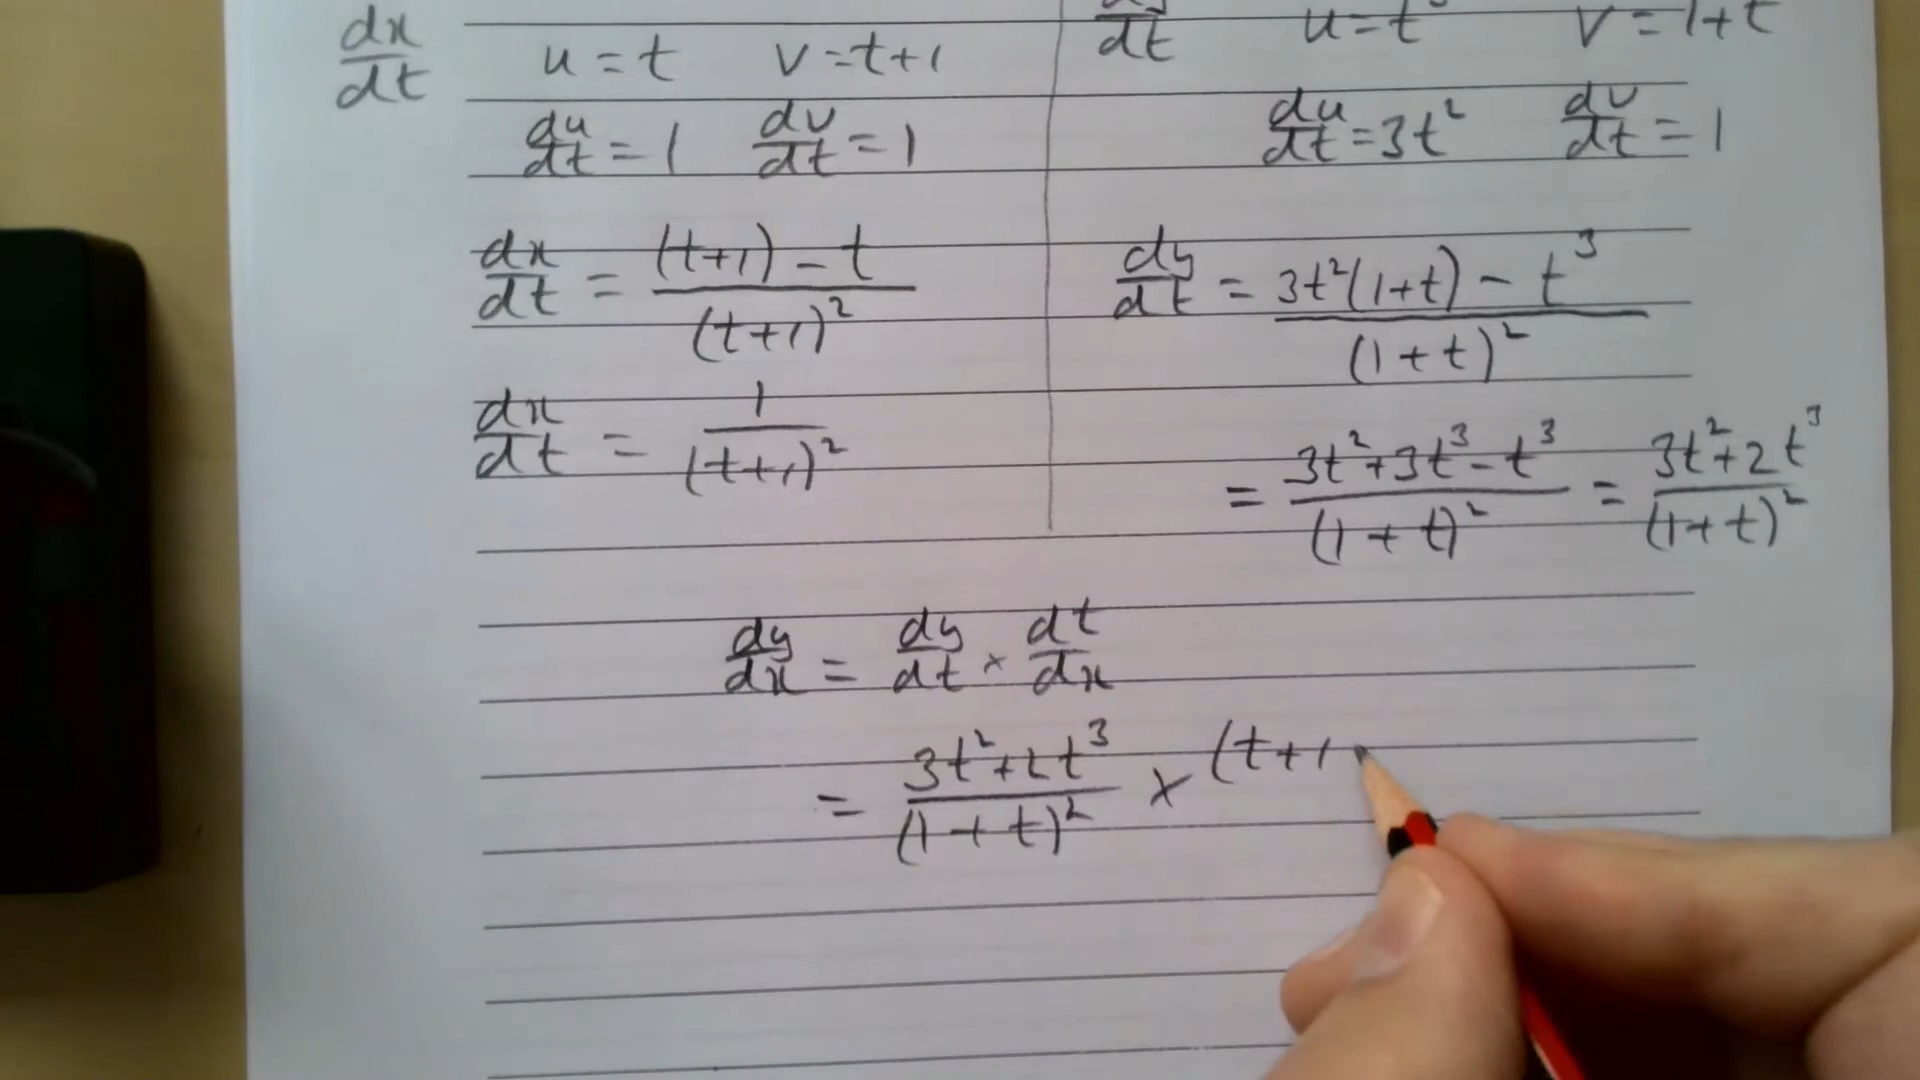 dx/dt u = t v = t+1
du/dt = 1 dv/dt = 1
dx/dt = (t+1) - t / (t+1)²
dx/dt = 1 / (t+1)²
dy/dt u = t³ v = 1+t
du/dt = 3t² dv/dt = 1
dy/dt = 3t²(1+t) - t³ / (1+t)²
= 3t²+3t³-t³ / (1+t)² = 3t²+2t³ / (1+t)²
dy/dx = dy/dt × dt/dx
= 3t²+2t³ / (1+t)² × (t+1